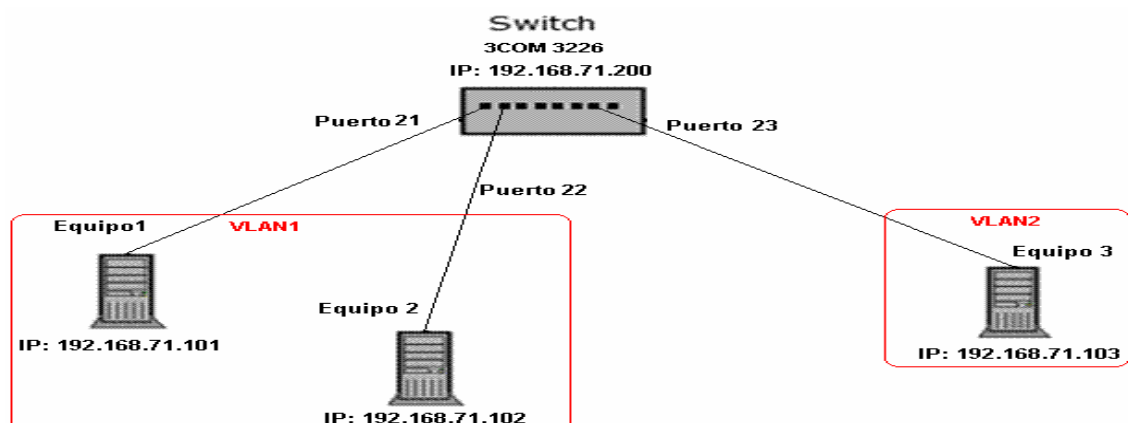 Switch
3COM 3226
IP: 192.168.71.200
Puerto 21
Puerto 23
Puerto 22
Equipo1
VLAN1
VLAN2
Equipo 3
Equipo 2
IP: 192.168.71.101
IP: 192.168.71.103
IP: 192.168.71.102